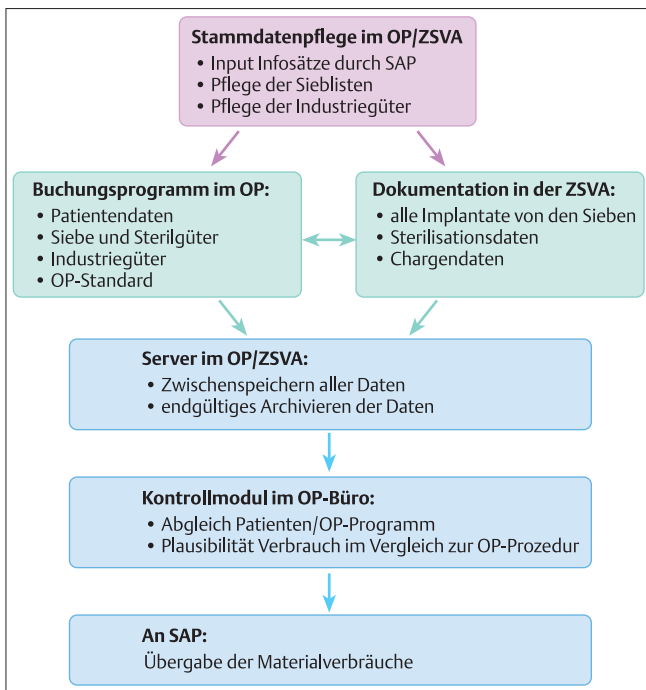 Stammdatenpflege im OP/ZSVA
• Input Infosätze durch SAP
• Pflege der Sieblisten
• Pflege der Industriegüter
Buchungsprogramm im OP:
• Patientendaten
• Siebe und Sterilgüter
• Industriegüter
• OP-Standard
Dokumentation in der ZSVA:
• alle Implantate von den Sieben
• Sterilisationsdaten
• Chargendaten
Server im OP/ZSVA:
• Zwischenspeichern aller Daten
• endgültiges Archivieren der Daten
Kontrollmodul im OP-Büro:
• Abgleich Patienten/OP-Programm
• Plausibilität Verbrauch im Vergleich zur OP-Prozedur
An SAP:
Übergabe der Materialverbräuche